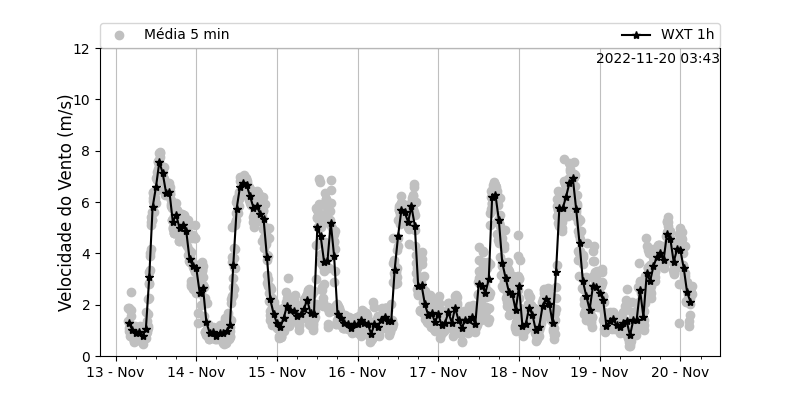 Média 5 min
WXT 1h
2022-11-20 03:43
Velocidade do Vento (m/s)
12
10
8
6
4
2
0
13 - Nov
14 - Nov
15 - Nov
16 - Nov
17 - Nov
18 - Nov
19 - Nov
20 - Nov